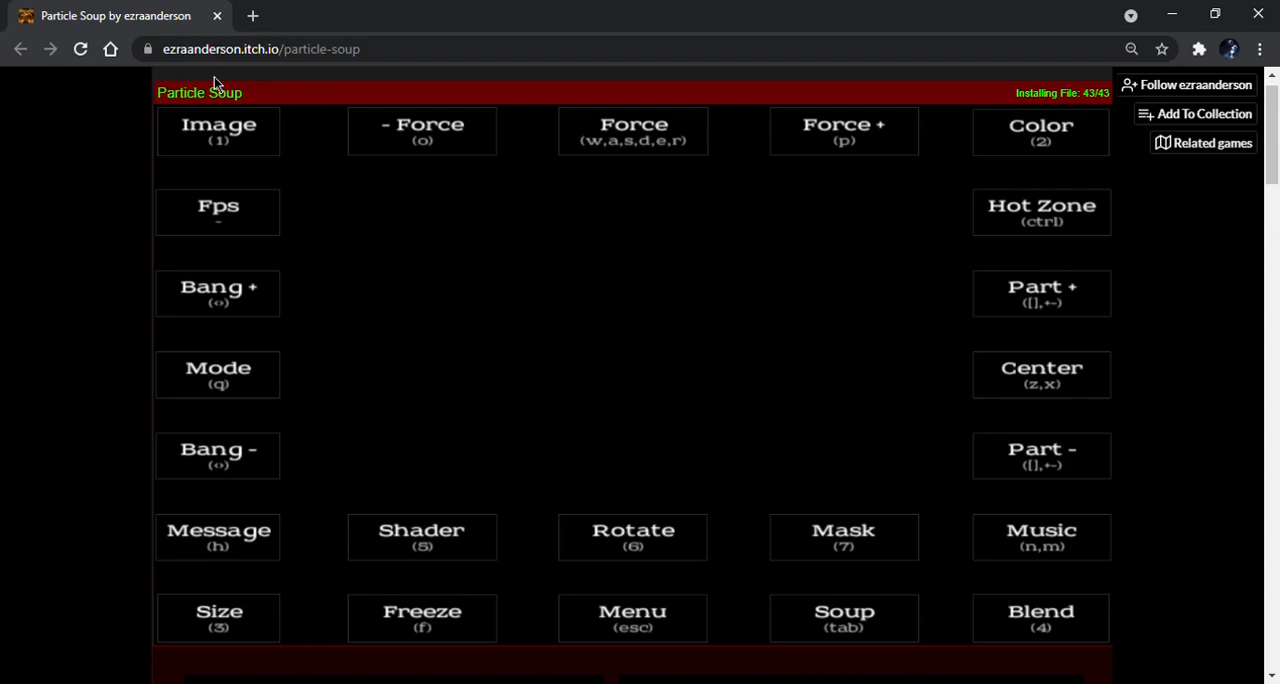 Particle Soup by ezraanderson
ezraanderson.itch.io/particle-soup
Particle Soup
Installing File: 43/43
Follow ezraanderson
Add To Collection
Related games
Image
(1)
- Force
(o)
Force
(w,a,s,d,e,r)
Force +
(p)
Color
(2)
Fps
~
Hot Zone
(ctrl)
Bang +
(<>)
Part +
([],+-)
Mode
(q)
Center
(z,x)
Bang -
(<>)
Part -
([],+-)
Message
(h)
Shader
(5)
Rotate
(6)
Mask
(7)
Music
(n,m)
Size
(3)
Freeze
(f)
Menu
(esc)
Soup
(tab)
Blend
(4)